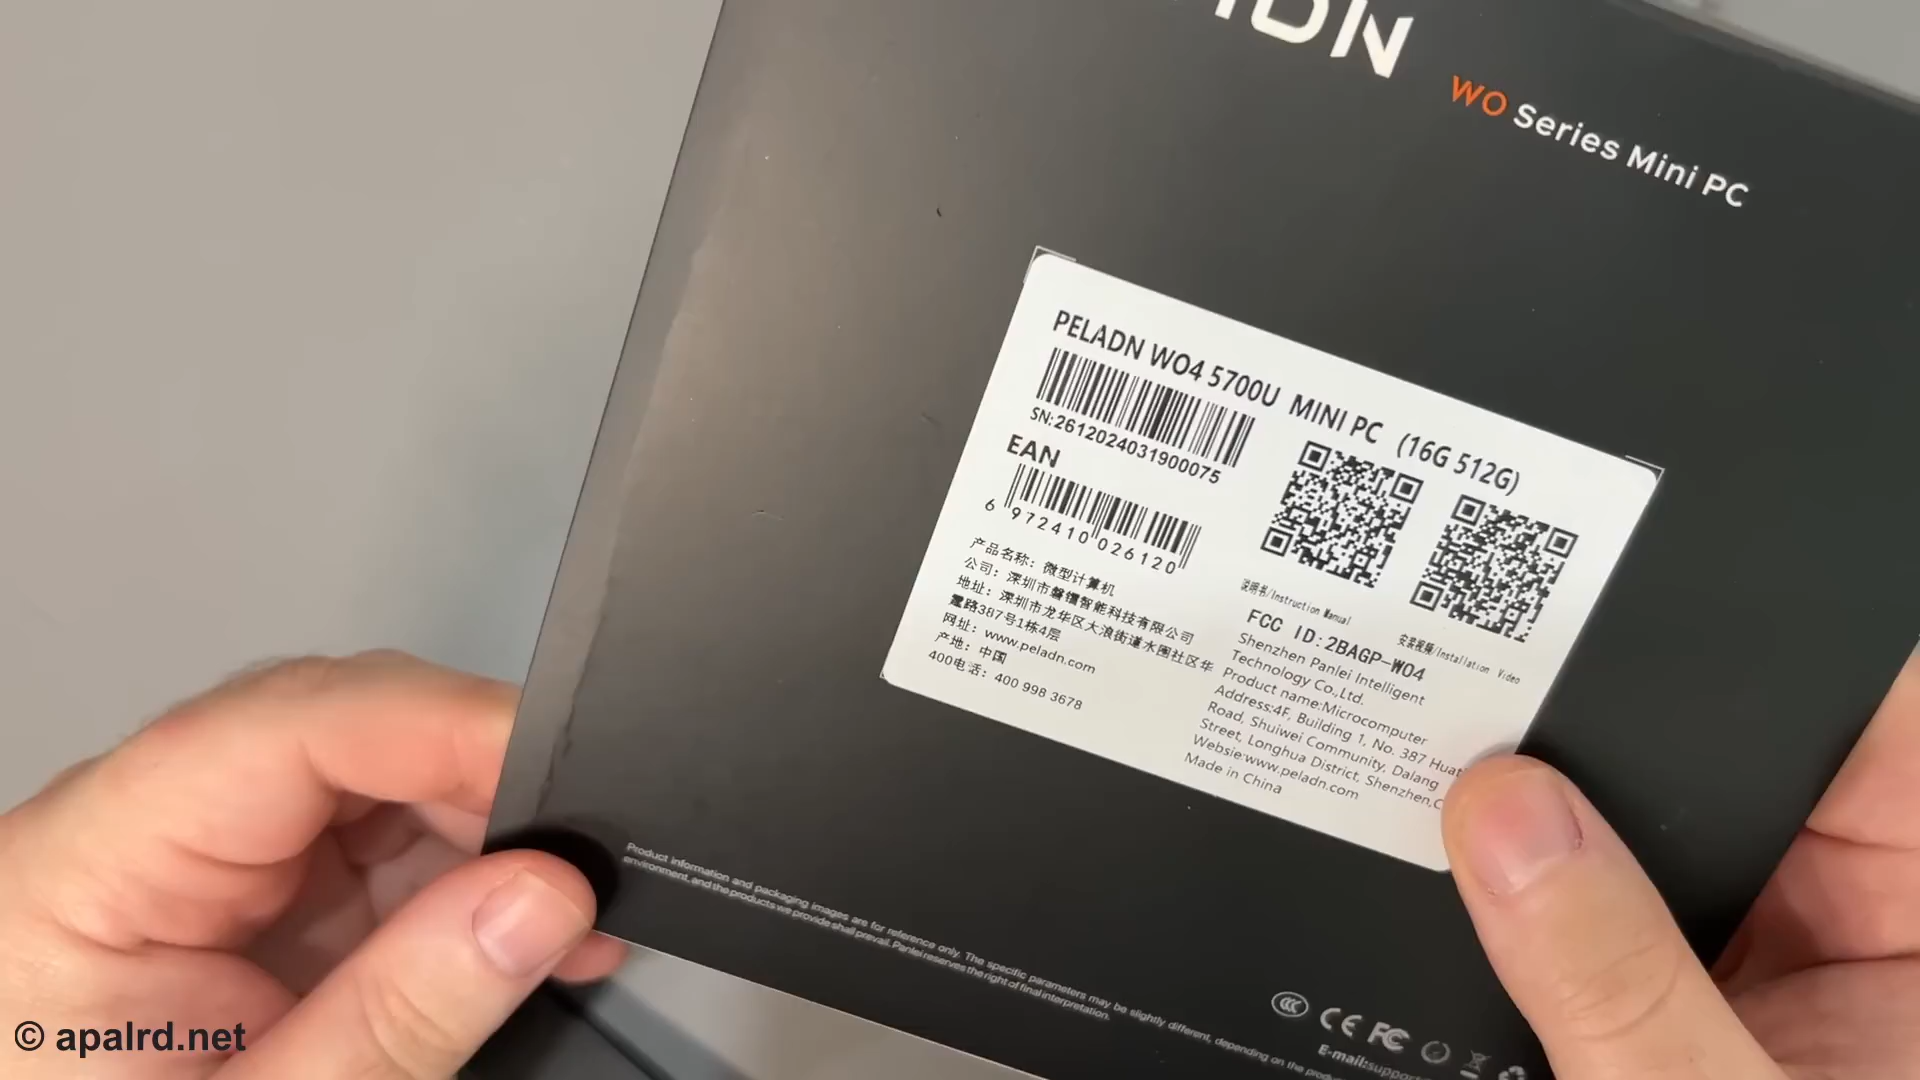 WO Series Mini PC
PELADN WO4 5700U MINI PC (16G 512G)
SN:2612024031900075
EAN
6 972410 026120
产品名称: 微型计算机
公司: 深圳市磐镭智能科技有限公司
地址: 深圳市龙华区大浪街道水围社区华
霆路387号1栋4层
网址: www.peladn.com
产地: 中国
400电话: 400 998 3678
说明书/Instruction Manual
安装视频/Installation Video
FCC ID:2BAGP-WO4
Shenzhen Panlei Intelligent
Technology Co.,Ltd.
Product name:Microcomputer
Address:4F, Building 1, No. 387
Road, Shuiwei Community, Dalang
Street, Longhua District, Shenzhen,
Websie:www.peladn.com
Made in China
Product information and packaging images are for reference only. The specific parameters may be slightly different, depending on the
environment, and the products we provide shall prevail. Panlei reserves the right of final interpretation.
CCC CE FC
E-mail:support
© apalrd.net